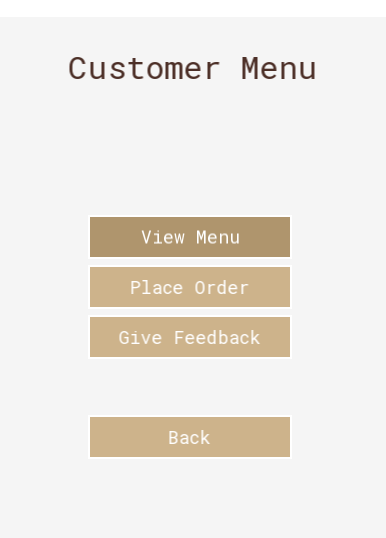 Customer Menu
View Menu
Place Order
Give Feedback
Back